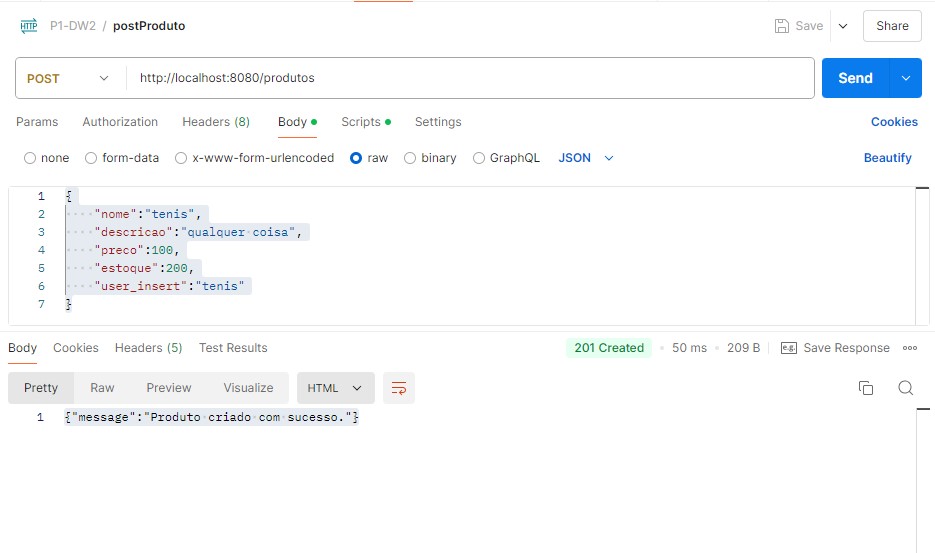 HTTP P1-DW2 / postProduto Save Share
POST http://localhost:8080/produtos Send
Params Authorization Headers (8) Body Scripts Settings Cookies
none form-data x-www-form-urlencoded raw binary GraphQL JSON Beautify
1 {
2 "nome":"tenis",
3 "descricao":"qualquer coisa",
4 "preco":100,
5 "estoque":200,
6 "user_insert":"tenis"
7 }
Body Cookies Headers (5) Test Results 201 Created • 50 ms • 209 B e.g. Save Response
Pretty Raw Preview Visualize HTML
1 {"message":"Produto criado com sucesso."}